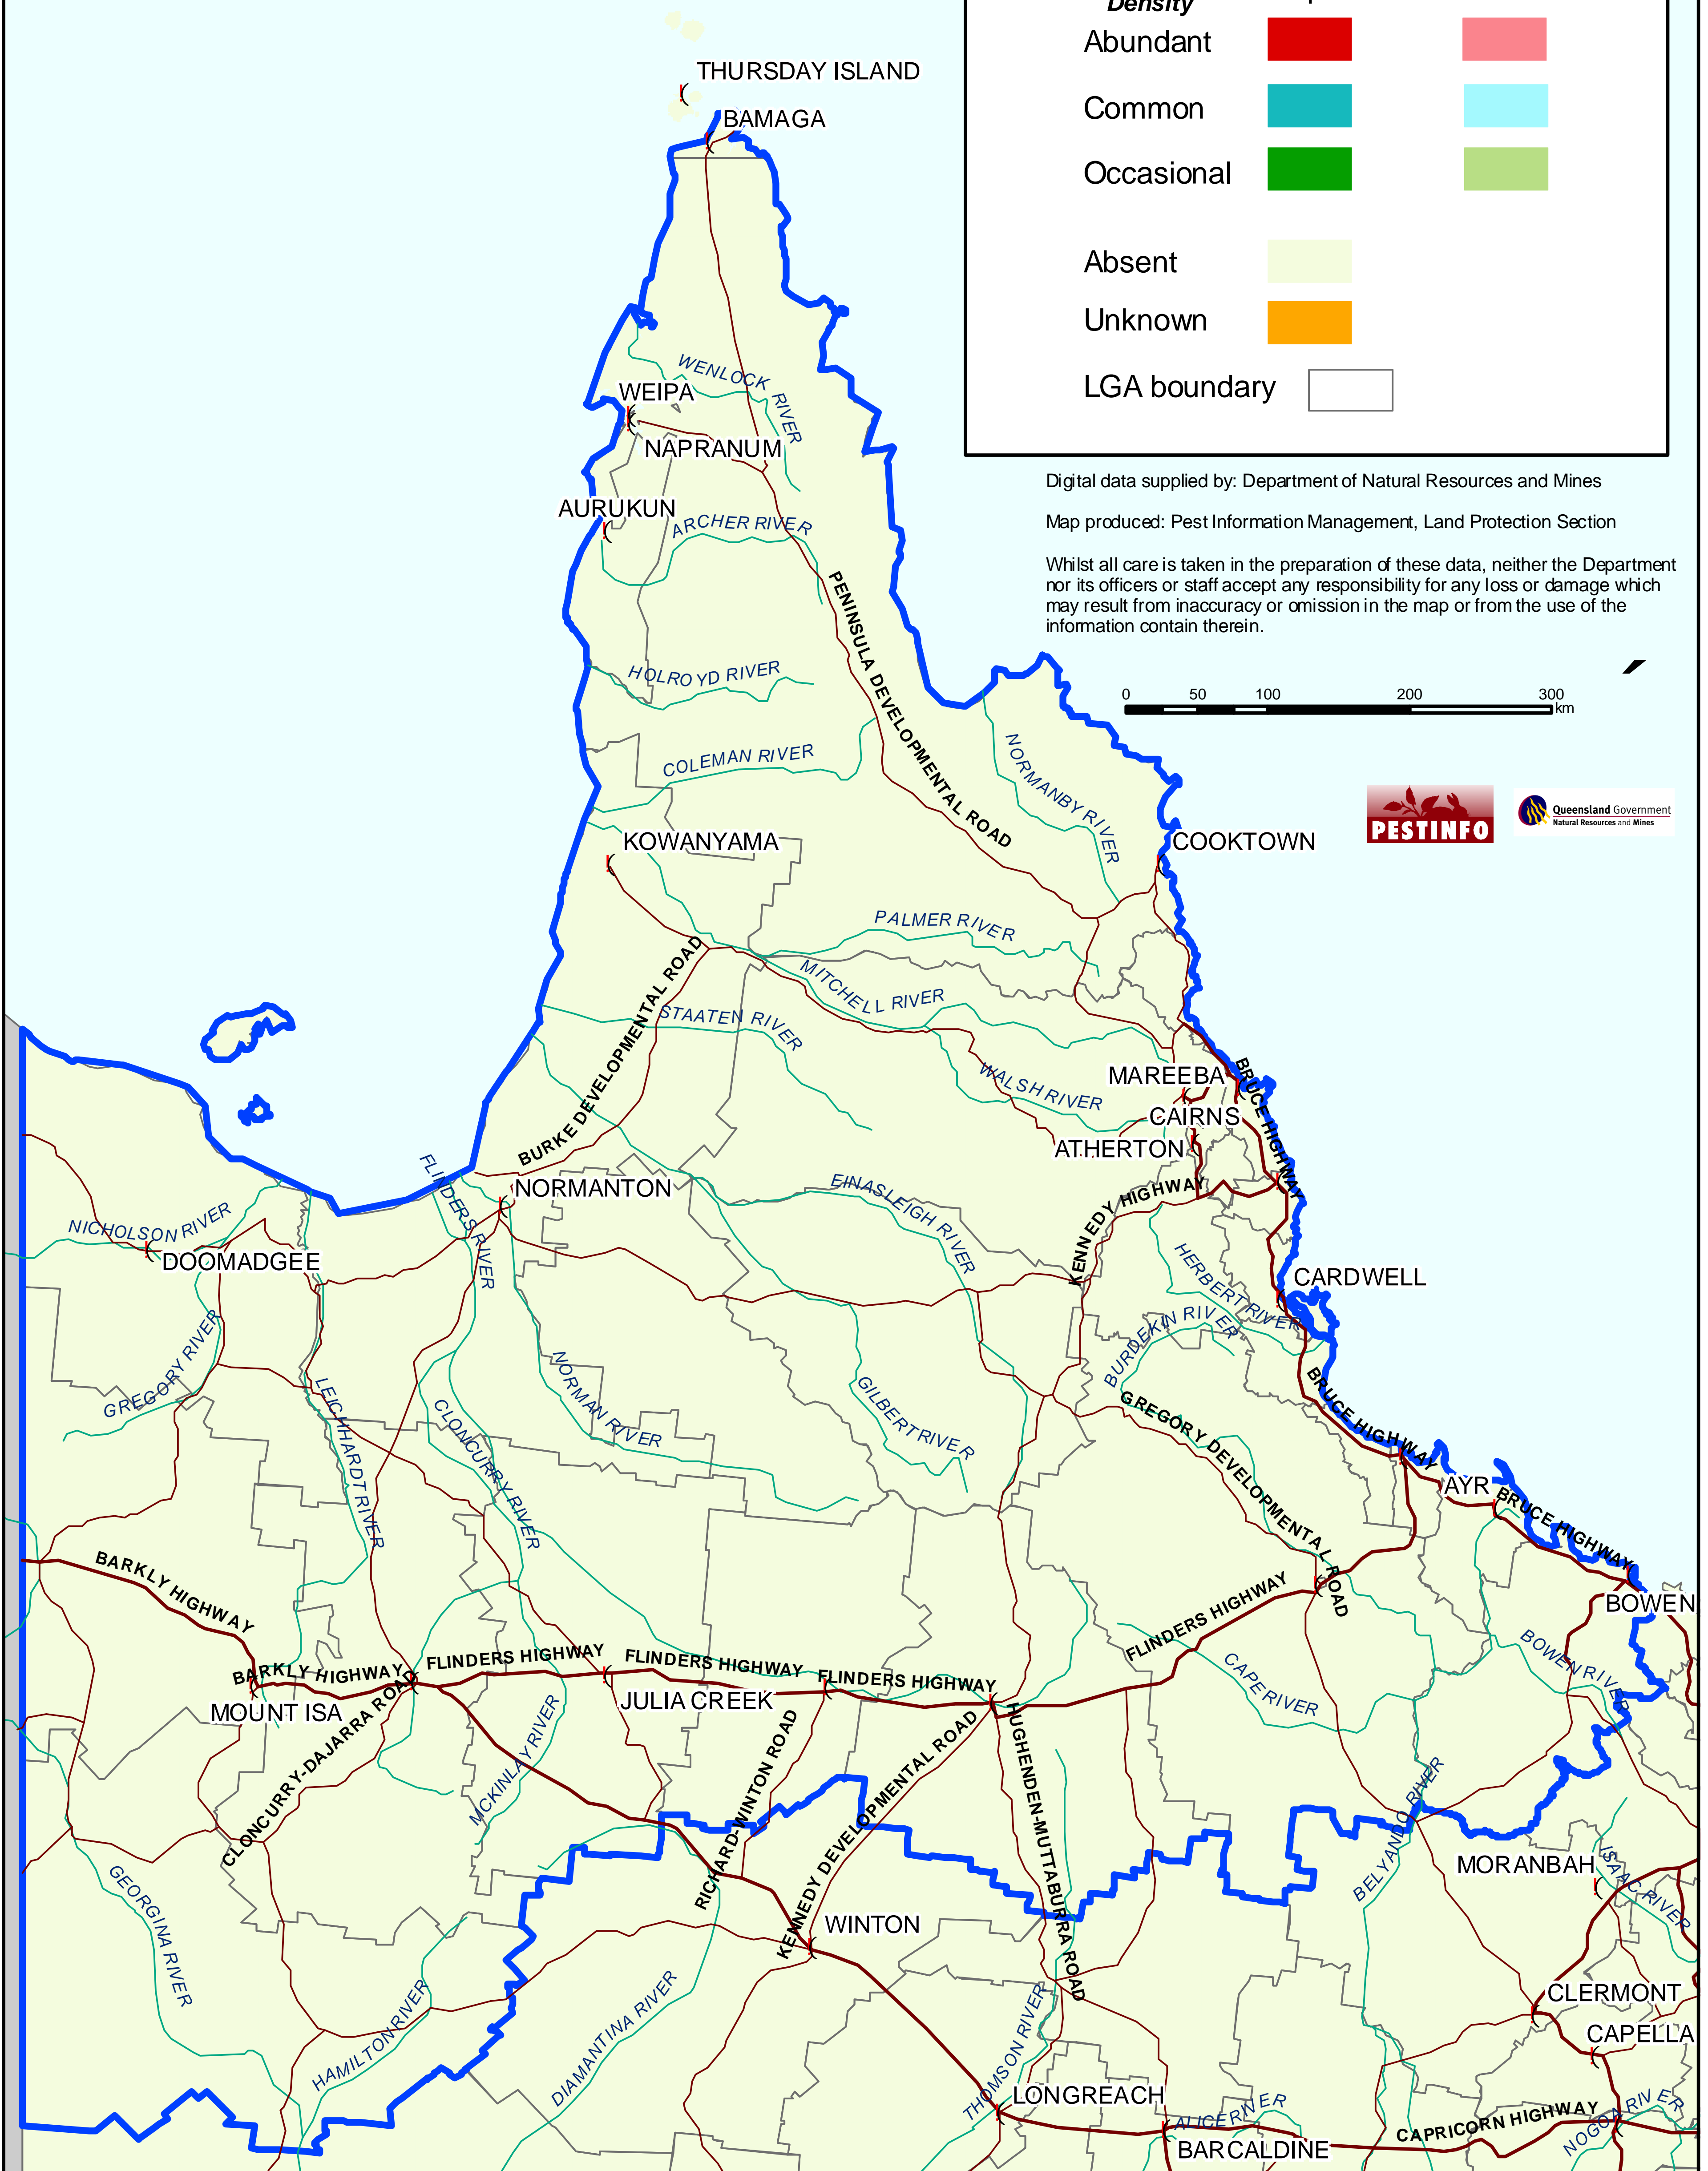 Density
Abundant
THURSDAY ISLAND
Common
BAMAGA
Occasional
Absent
Unknown
LGA boundary
WENLOCK RIVER
WEIPA
NAPRANUM
Digital data supplied by: Department of Natural Resources and Mines
AURUKUN
ARCHER RIVER
Map produced: Pest Information Management, Land Protection Section
Whilst all care is taken in the preparation of these data, neither the Department
nor its officers or staff accept any responsibility for any loss or damage which
may result from inaccuracy or omission in the map or from the use of the
information contain therein.
PENINSULA DEVELOPMENTAL ROAD
HOLROYD RIVER
0 50 100 200 300
km
COLEMAN RIVER
NORMANBY RIVER
PESTINFO
Queensland Government
Natural Resources and Mines
KOWANYAMA
COOKTOWN
PALMER RIVER
BURKE DEVELOPMENTAL ROAD
MITCHELL RIVER
STAATEN RIVER
WALSH RIVER
MAREEBA
BRUCE HIGHWAY
CAIRNS
ATHERTON
FLINDERS RIVER
NORMANTON
EINASLEIGH RIVER
KENNEDY HIGHWAY
NICHOLSON RIVER
DOOMADGEE
HERBERT RIVER
CARDWELL
BURDEKIN RIVER
GREGORY RIVER
LEICHHARDT RIVER
NORMAN RIVER
GILBERT RIVER
CLONCURRY RIVER
GREGORY DEVELOPMENTAL ROAD
BRUCE HIGHWAY
AYR
BRUCE HIGHWAY
BARKLY HIGHWAY
BOWEN
FLINDERS HIGHWAY
BOWEN RIVER
BARKLY HIGHWAY
FLINDERS HIGHWAY
FLINDERS HIGHWAY
FLINDERS HIGHWAY
CAPE RIVER
MOUNT ISA
JULIA CREEK
CLONCURRY-DAJARRA ROAD
MCKINLAY RIVER
RICHARD-WINTON ROAD
KENNEDY DEVELOPMENTAL ROAD
HUGHENDEN-MUTTABURRA ROAD
BELYANDO RIVER
MORANBAH
ISAAC RIVER
GEORGINA RIVER
WINTON
HAMILTON RIVER
DIAMANTINA RIVER
THOMSON RIVER
CLERMONT
CAPELLA
LONGREACH
ALICE RIVER
CAPRICORN HIGHWAY
NOGOA RIVER
BARCALDINE